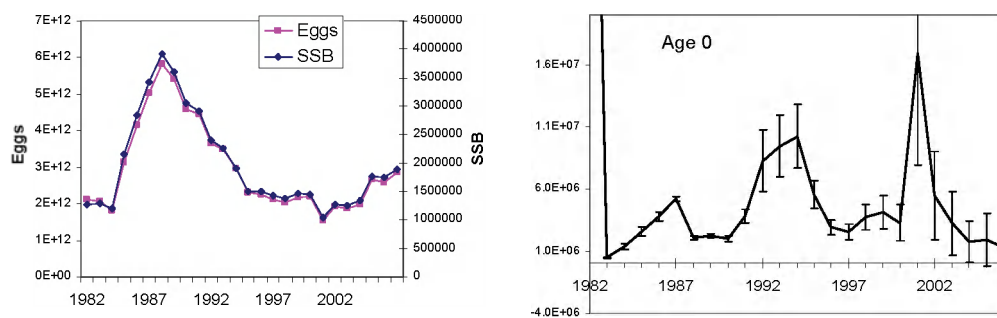 7E+12
6E+12
5E+12
4E+12
3E+12
2E+12
1E+12
0E+00
Eggs
Eggs
SSB
4500000
4000000
3500000
3000000
2500000
2000000
1500000
1000000
500000
0
SSB
1982 1987 1992 1997 2002
Age 0
1.6E+07
1.1E+07
6.0E+06
1.0E+06
-4.0E+06
1982 1987 1992 1997 2002